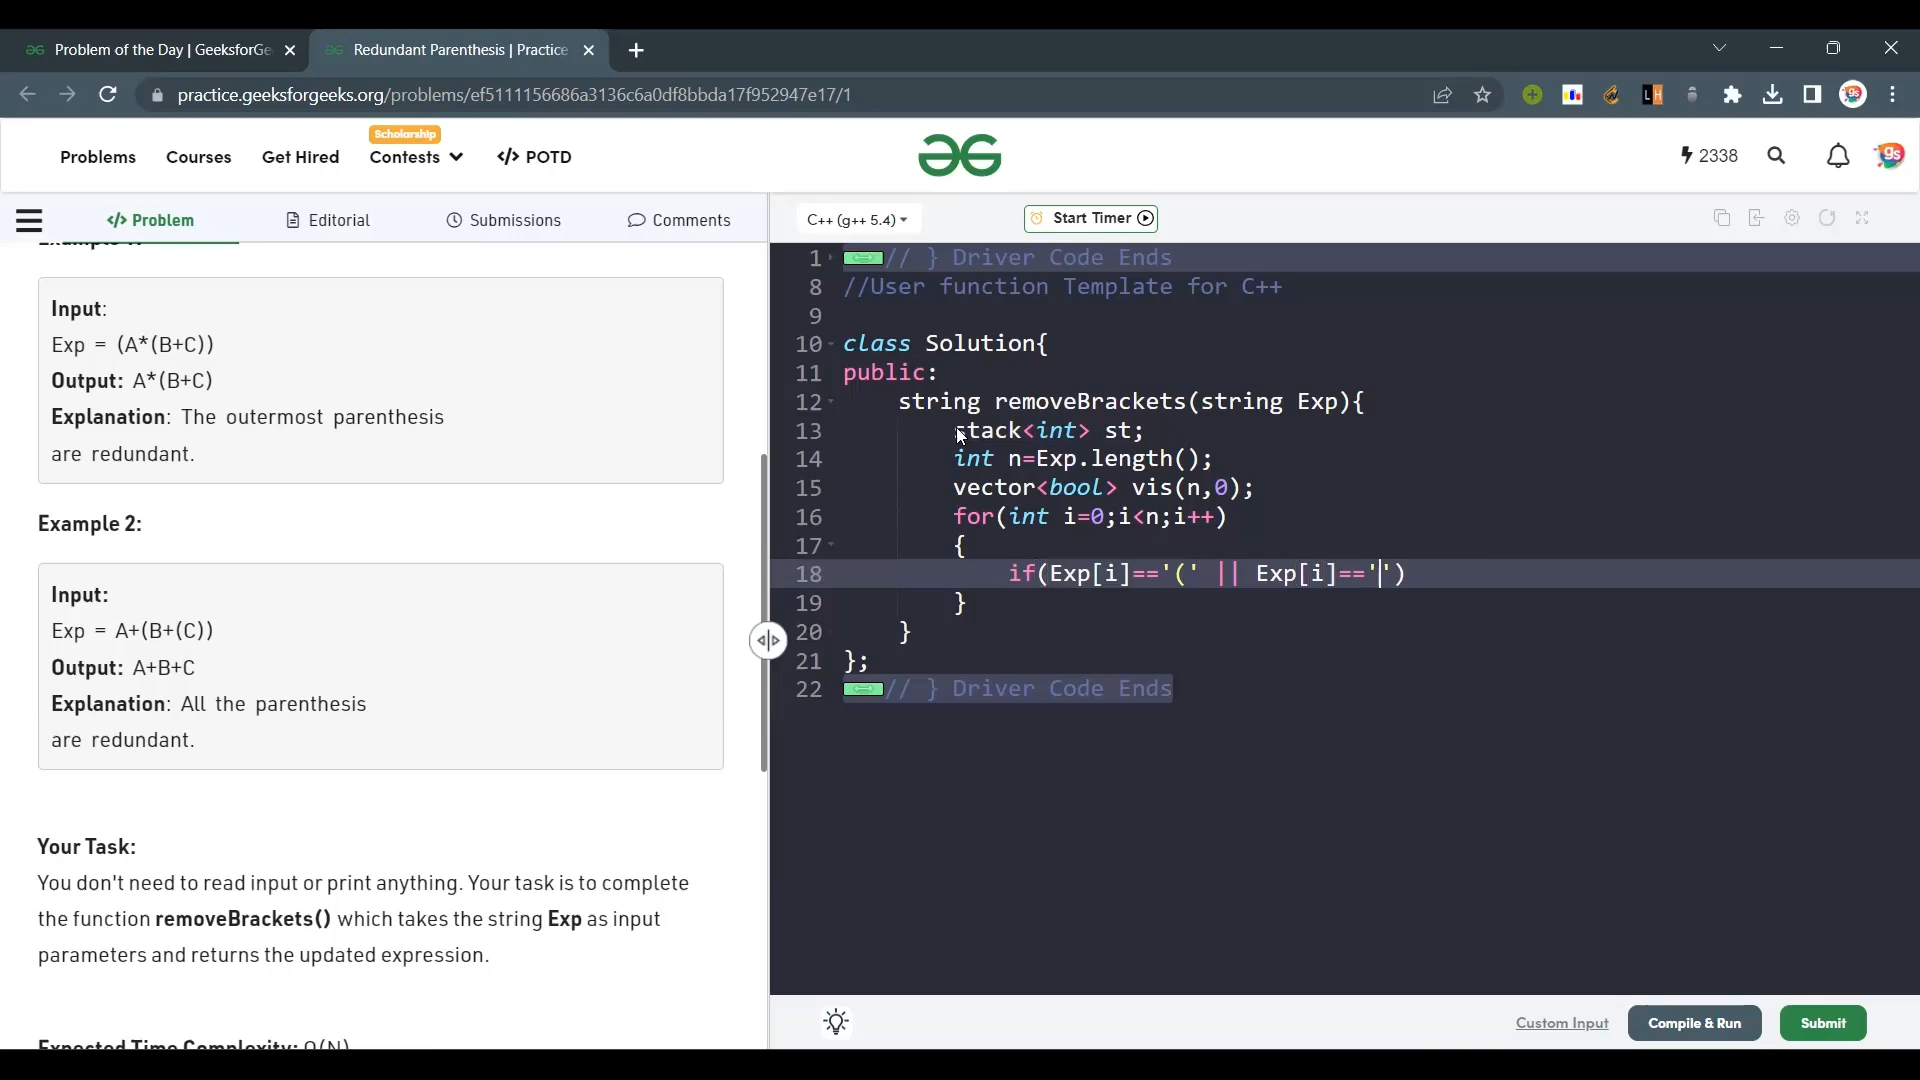 Problem of the Day | GeeksforGe
Redundant Parenthesis | Practice
practice.geeksforgeeks.org/problems/ef5111156686a3136c6a0df8bbda17f952947e17/1
Scholarship
Problems Courses Get Hired Contests </> POTD
2338
</> Problem Editorial Submissions Comments
C++ (g++ 5.4) Start Timer
Input:
Exp = (A*(B+C))
Output: A*(B+C)
Explanation: The outermost parenthesis
are redundant.
Example 2:
Input:
Exp = A+(B+(C))
Output: A+B+C
Explanation: All the parenthesis
are redundant.
Your Task:
You don't need to read input or print anything. Your task is to complete
the function removeBrackets() which takes the string Exp as input
parameters and returns the updated expression.
Expected Time Complexity: O(N)
1 // } Driver Code Ends
8 //User function Template for C++
9
10 class Solution{
11 public:
12 string removeBrackets(string Exp){
13 stack<int> st;
14 int n=Exp.length();
15 vector<bool> vis(n,0);
16 for(int i=0;i<n;i++)
17 {
18 if(Exp[i]=='(' || Exp[i]=='')
19 }
20 }
21 };
22 // } Driver Code Ends
Custom Input Compile & Run Submit